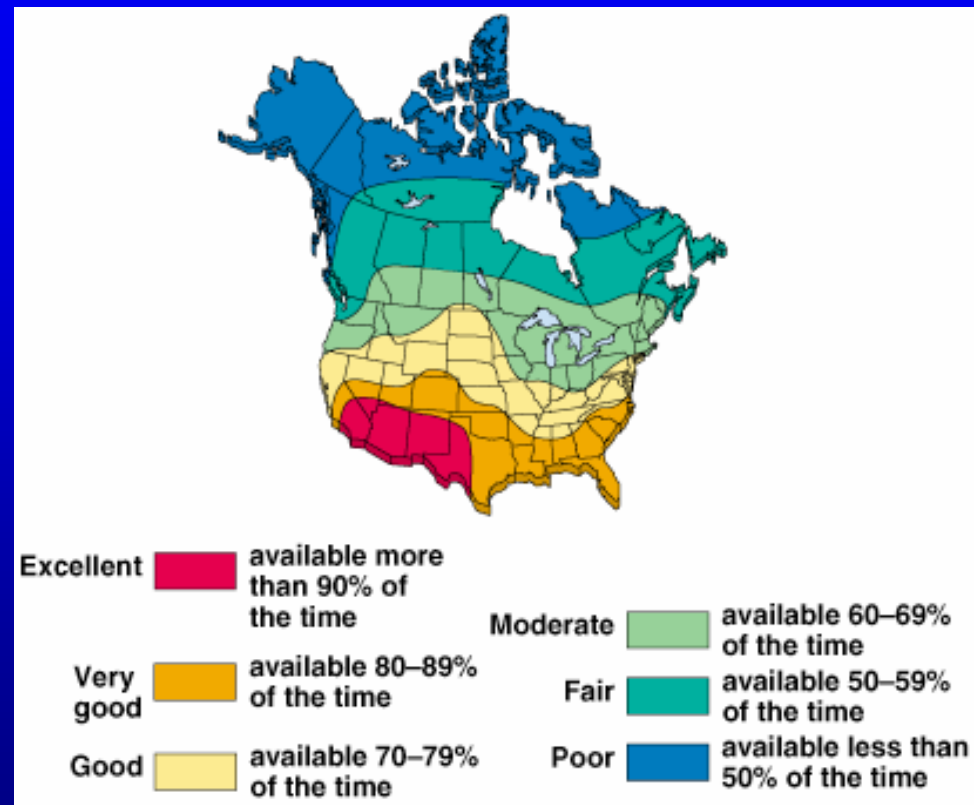 Excellent
available more
than 90% of
the time
Very
good
available 80–89%
of the time
Good
available 70–79%
of the time
Moderate
available 60–69%
of the time
Fair
available 50–59%
of the time
Poor
available less than
50% of the time